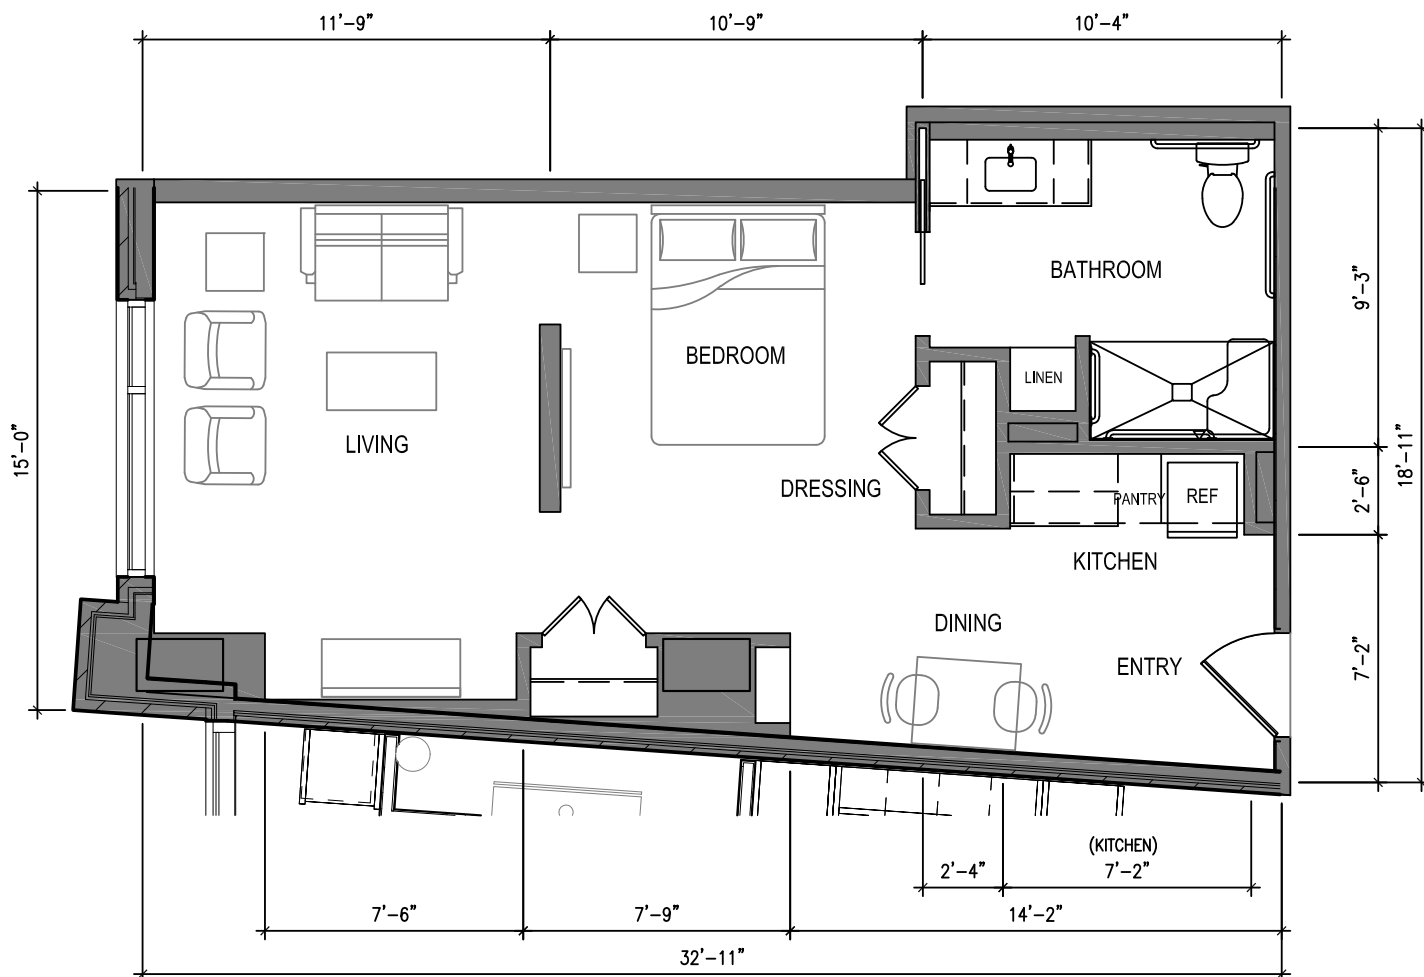 11'-9" 10'-9" 10'-4"
BATHROOM
9'-3"
BEDROOM
LINEN
LIVING
15'-0"
18'-11"
DRESSING
PANTRY REF
2'-6"
KITCHEN
DINING
ENTRY
7'-2"
(KITCHEN)
2'-4" 7'-2"
7'-6" 7'-9" 14'-2"
32'-11"